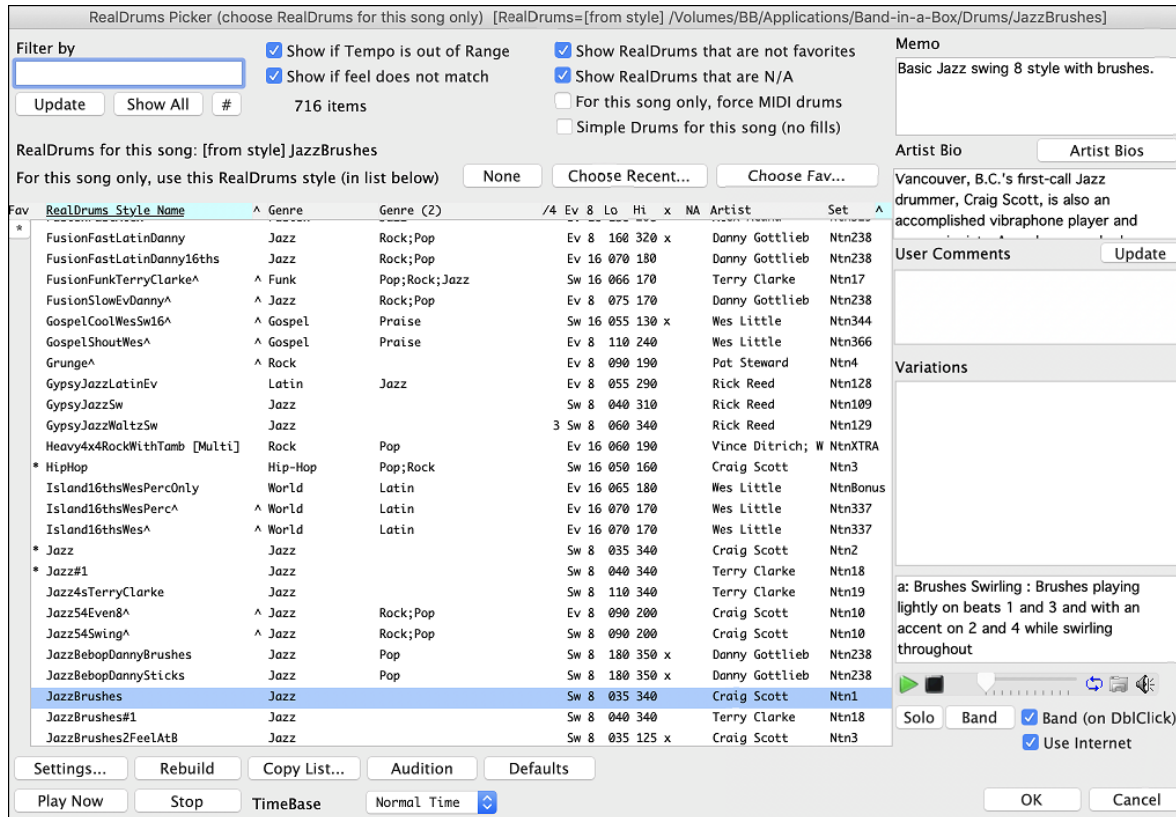 RealDrums Picker (choose RealDrums for this song only) [RealDrums=[from style] /Volumes/BB/Applications/Band-in-a-Box/Drums/JazzBrushes]
Filter by
Show if Tempo is out of Range
Show if feel does not match
Show RealDrums that are not favorites
Show RealDrums that are N/A
For this song only, force MIDI drums
Simple Drums for this song (no fills)
Update Show All # 716 items
RealDrums for this song: [from style] JazzBrushes
For this song only, use this RealDrums style (in list below) None Choose Recent... Choose Fav...
Fav RealDrums Style Name ^ Genre Genre (2) /4 Ev 8 Lo Hi x NA Artist Set ^
*
FusionFastLatinDanny Jazz Rock;Pop Ev 8 160 320 x Danny Gottlieb Ntn238
FusionFastLatinDanny16ths Jazz Rock;Pop Ev 16 070 180 Danny Gottlieb Ntn238
FusionFunkTerryClarke^ ^ Funk Pop;Rock;Jazz Sw 16 066 170 Terry Clarke Ntn17
FusionSlowEvDanny^ ^ Jazz Rock;Pop Ev 8 075 170 Danny Gottlieb Ntn238
GospelCoolWesSw16^ ^ Gospel Praise Sw 16 055 130 x Wes Little Ntn344
GospelShoutWes^ ^ Gospel Praise Ev 8 110 240 Wes Little Ntn366
Grunge^ ^ Rock Ev 8 090 190 Pat Steward Ntn4
GypsyJazzLatinEv Latin Jazz Ev 8 055 290 Rick Reed Ntn128
GypsyJazzSw Jazz Sw 8 040 310 Rick Reed Ntn109
GypsyJazzWaltzSw Jazz 3 Sw 8 060 340 Rick Reed Ntn129
Heavy4x4RockWithTamb [Multi] Rock Pop Ev 16 060 190 Vince Ditrich; W NtnXTRA
* HipHop Hip-Hop Pop;Rock Sw 16 050 160 Craig Scott Ntn3
Island16thsWesPercOnly World Latin Ev 16 065 180 Wes Little NtnBonus
Island16thsWesPerc^ ^ World Latin Ev 16 070 170 Wes Little Ntn337
Island16thsWes^ ^ World Latin Ev 16 070 170 Wes Little Ntn337
* Jazz Jazz Sw 8 035 340 Craig Scott Ntn2
* Jazz#1 Jazz Sw 8 040 340 Terry Clarke Ntn18
Jazz4sTerryClarke Jazz Sw 8 110 340 Terry Clarke Ntn19
Jazz54Even8^ ^ Jazz Rock;Pop Ev 8 090 200 Craig Scott Ntn10
Jazz54Swing^ ^ Jazz Rock;Pop Sw 8 090 200 Craig Scott Ntn10
JazzBebopDannyBrushes Jazz Pop Sw 8 180 350 x Danny Gottlieb Ntn238
JazzBebopDannySticks Jazz Pop Sw 8 180 350 x Danny Gottlieb Ntn238
JazzBrushes Jazz Sw 8 035 340 Craig Scott Ntn1
JazzBrushes#1 Jazz Sw 8 040 340 Terry Clarke Ntn18
JazzBrushes2FeelAtB Jazz Sw 8 035 125 x Craig Scott Ntn3
Settings... Rebuild Copy List... Audition Defaults
Play Now Stop TimeBase Normal Time
Memo
Basic Jazz swing 8 style with brushes.
Artist Bio Artist Bios
Vancouver, B.C.'s first-call Jazz
drummer, Craig Scott, is also an
accomplished vibraphone player and
User Comments Update
Variations
a: Brushes Swirling : Brushes playing
lightly on beats 1 and 3 and with an
accent on 2 and 4 while swirling
throughout
Solo Band Band (on DblClick)
Use Internet
OK Cancel